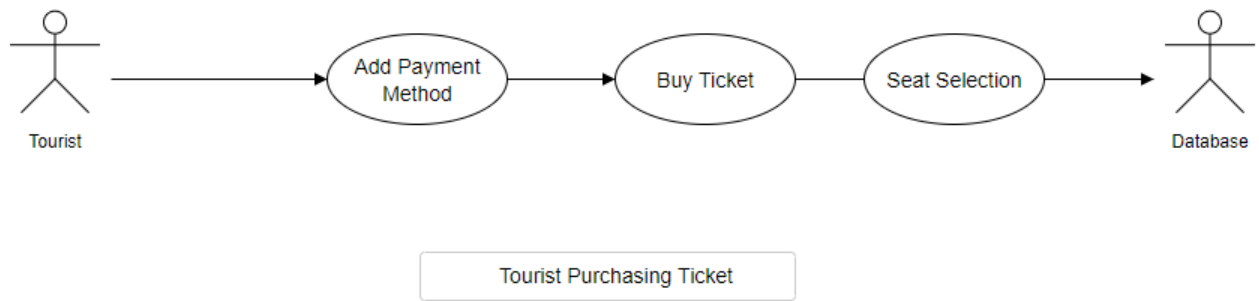 Add Payment
Method
Buy Ticket
Seat Selection
Tourist
Database
Tourist Purchasing Ticket